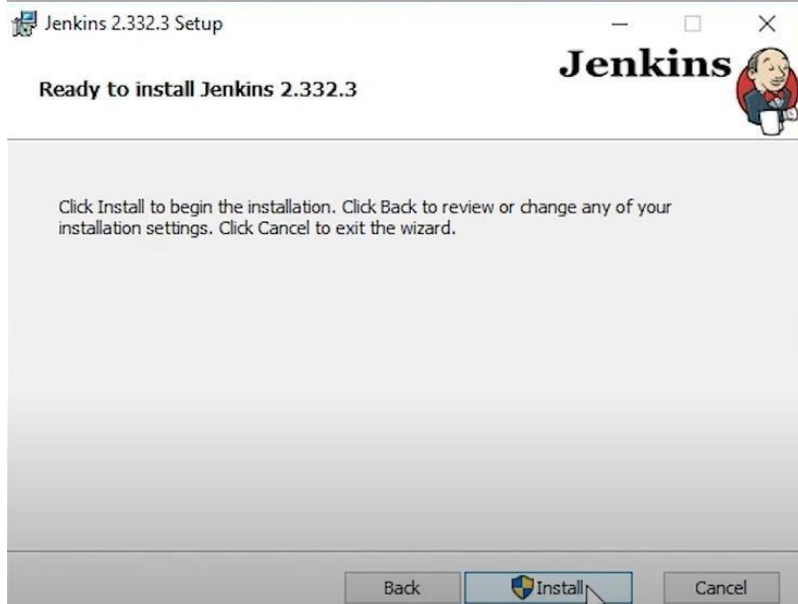 Jenkins 2.332.3 Setup
Jenkins
Ready to install Jenkins 2.332.3
Click Install to begin the installation. Click Back to review or change any of your
installation settings. Click Cancel to exit the wizard.
Back
Install
Cancel